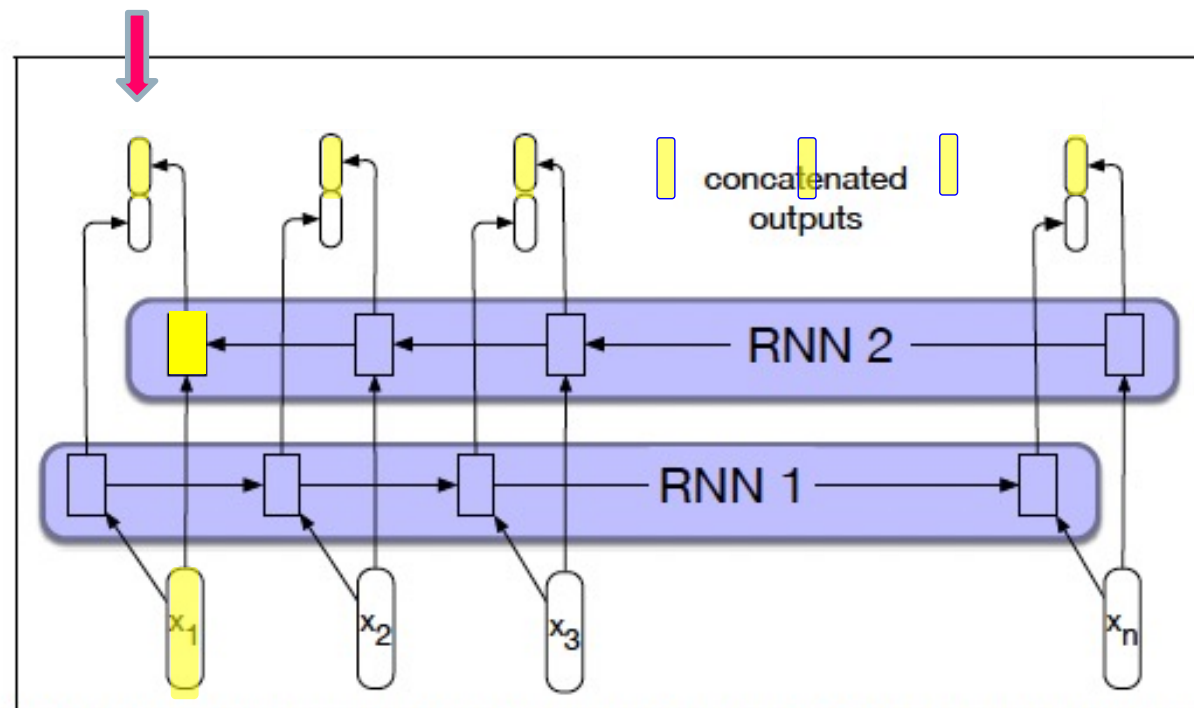 concatenated
outputs
RNN 2
RNN 1
x1
x2
x3
xn